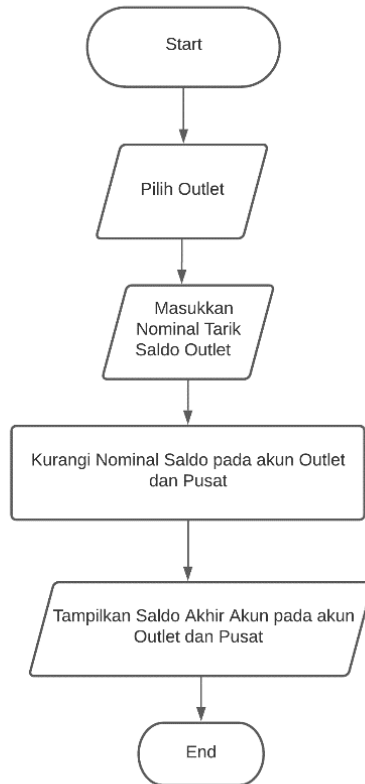 Start
Pilih Outlet
Masukkan
Nominal Tarik
Saldo Outlet
Kurangi Nominal Saldo pada akun Outlet
dan Pusat
Tampilkan Saldo Akhir Akun pada akun
Outlet dan Pusat
End